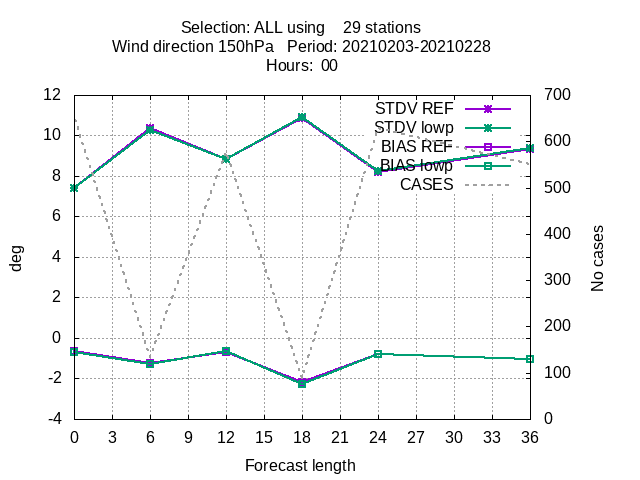 Selection: ALL using 29 stations
Wind direction 150hPa Period: 20210203-20210228
Hours: 00
12 700
STDV REF
10 600
STDV lowp
BIAS REF
BIAS lowp
8 500
CASES
6 400
deg
No cases
4 300
2 200
0
-2 100
-4 0
0 3 6 9 12 15 18 21 24 27 30 33 36
Forecast length